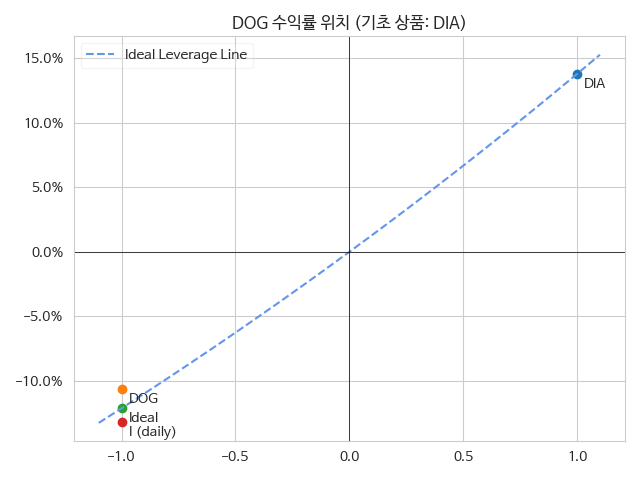 DOG 수익률 위치 (기초 상품: DIA)
Ideal Leverage Line
15.0%
10.0%
5.0%
0.0%
−5.0%
−10.0%
DIA
DOG
Ideal
I (daily)
−1.0
−0.5
0.0
0.5
1.0